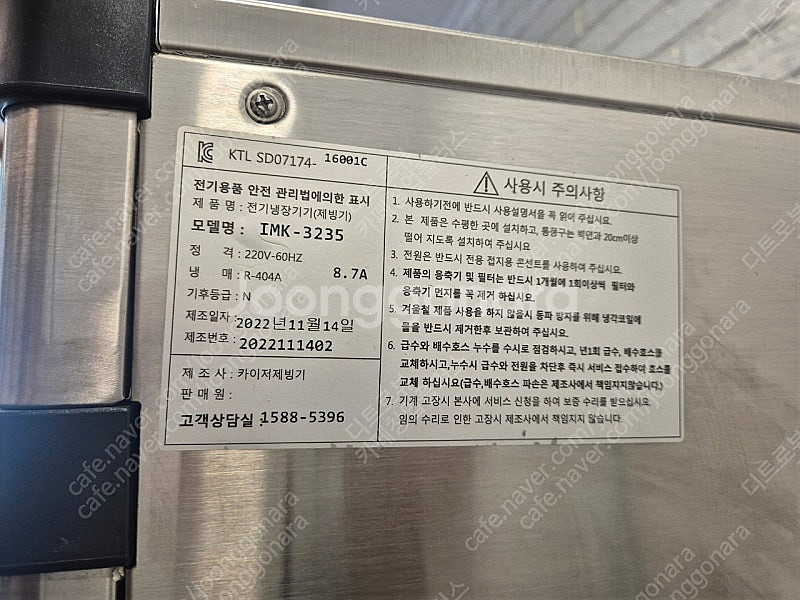 KTL SD07174- 16001C
전기용품 안전 관리법에의한 표시
제 품 명 : 전기냉장기기(제빙기)
모델명 : IMK-3235
정 격 : 220V-60HZ
냉 매 : R-404A 8.7A
기후등급 : N
제조일자 : 2022년11월14일
제조번호 : 2022111402
제 조 사 : 카이저제빙기
판 매 원 :
고객상담실 : 1588-5396
사용시 주의사항
1. 사용하기전에 반드시 사용설명서를 꼭 읽어 주십시요.
2. 본 제품은 수평한 곳에 설치하고, 통풍구는 벽면과 20cm이상
떨어 지도록 설치하여 주십시요
3. 전원은 반드시 전용 접지용 콘센트를 사용하여 주십시요.
4. 제품의 응축기 및 필터는 반드시 1개월에 1회이상씩 필터와
응축기 먼지를 꼭 제거 하십시요.
5. 겨울철 제품 사용을 하지 않을시 동파 방지를 위해 냉각코일에
물을 반드시 제거한후 보관하여 주십시요.
6. 급수와 배수호스 누수를 수시로 점검하시고, 년1회 급수, 배수호스를
교체하시고,누수시 급수와 전원을 차단후 즉시 서비스 접수하여 호스를
교체 하십시요(급수,배수호스 파손은 제조사에서 책임지지않습니다.)
7. 기계 고장시 본사에 서비스 신청을 하여 보증 수리를 받으십시요.
임의 수리로 인한 고장시 제조사에서 책임지지 않습니다.
joonggonara
cafe.naver.com/joonggonara